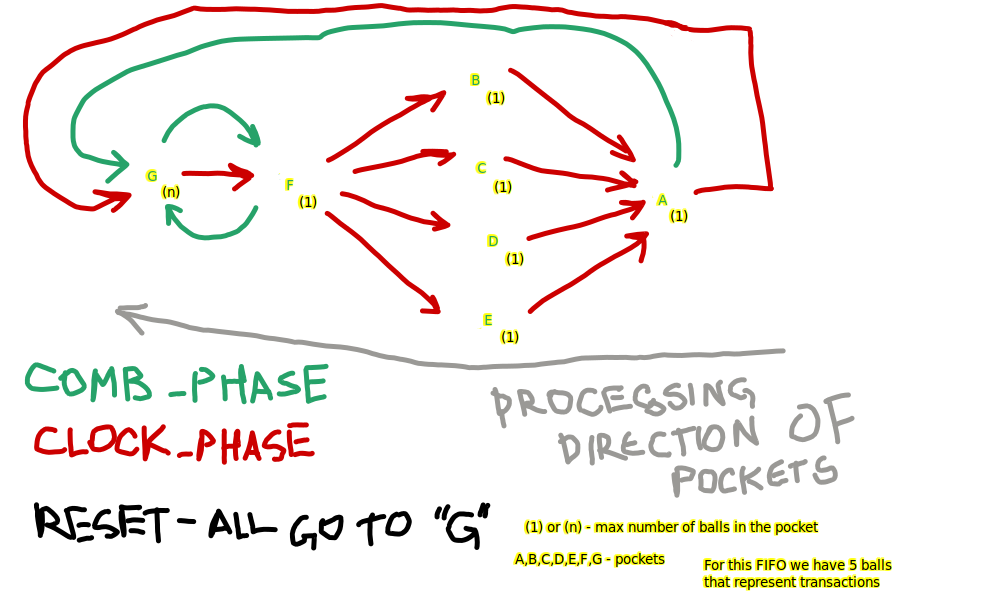 B
(1)
G
(n)
F
(1)
C
(1)
A
(1)
D
(1)
E
(1)
COMB_PHASE
CLOCK_PHASE
RESET - ALL GO TO "G"
PROCESSING
DIRECTION OF
POCKETS
(1) or (n) - max number of balls in the pocket
A,B,C,D,E,F,G - pockets
For this FIFO we have 5 balls
that represent transactions